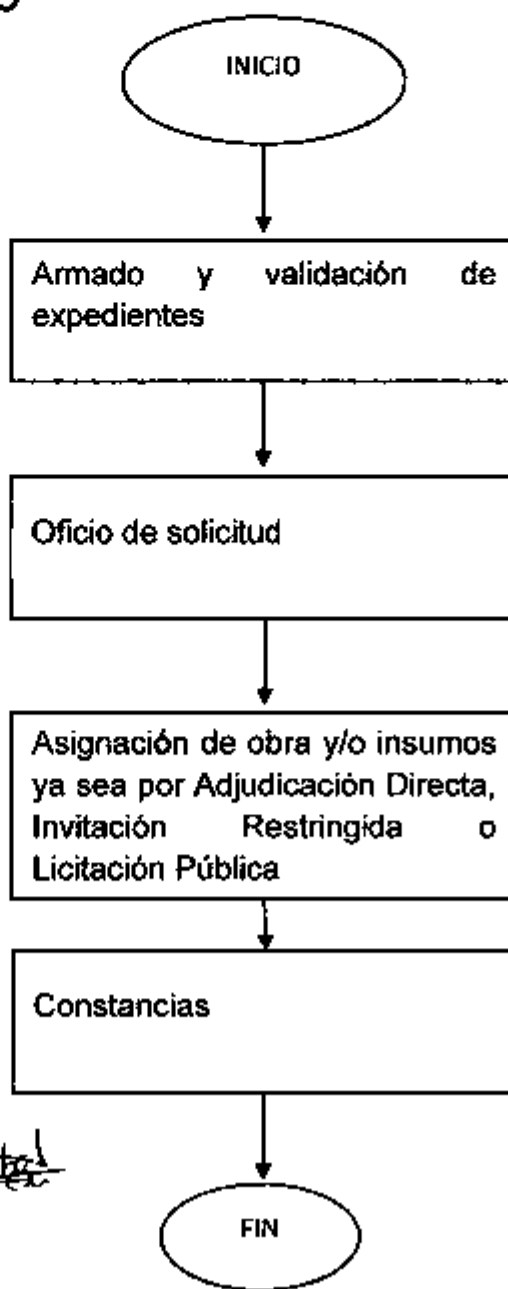 INICIO
Armado y validación de
expedientes
Oficio de solicitud
Asignación de obra y/o insumos
ya sea por Adjudicación Directa,
Invitación Restringida o
Licitación Pública
Constancias
FIN